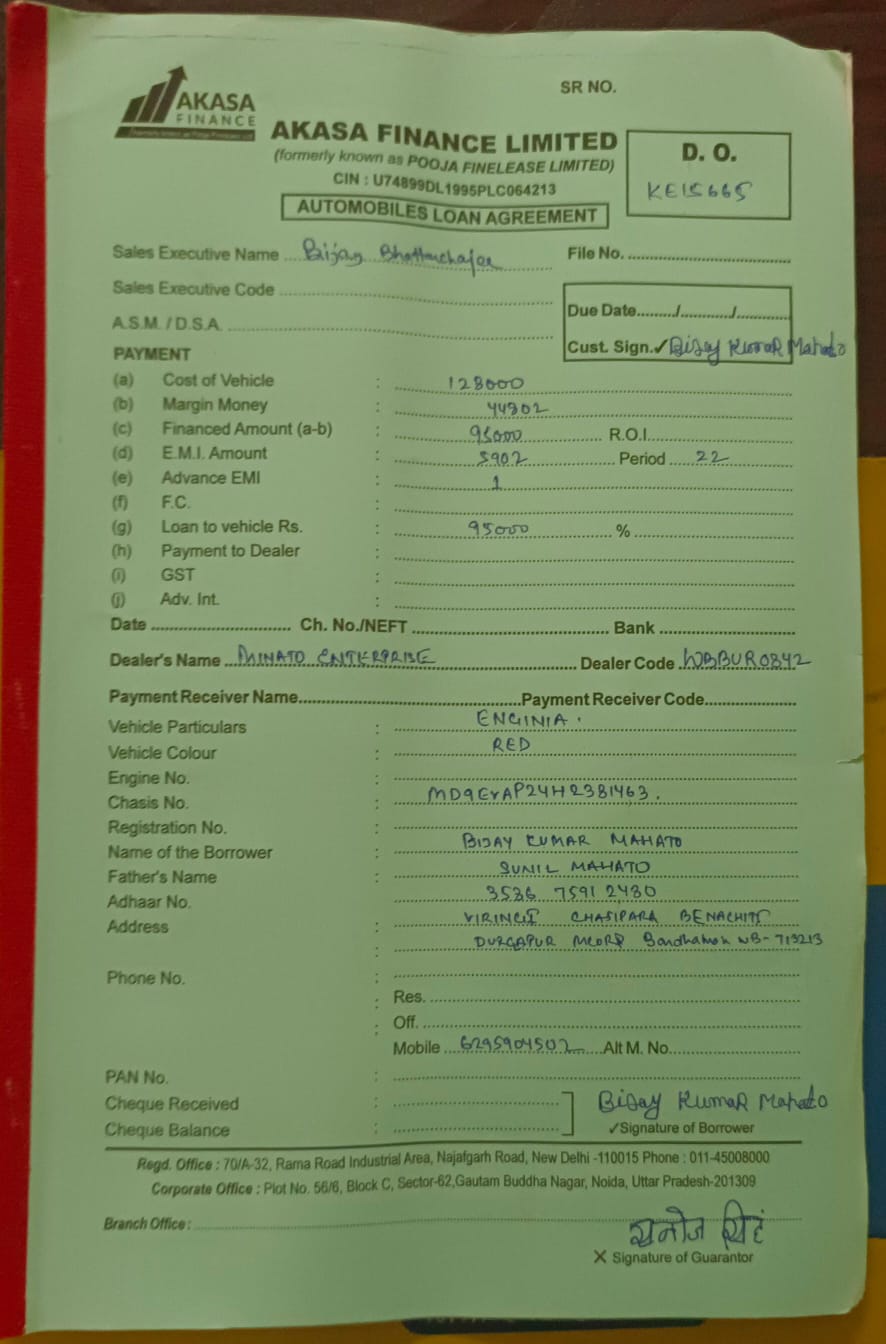 SR NO.
AKASA
FINANCE
AKASA FINANCE LIMITED
(formerly known as POOJA FINELEASE LIMITED)
CIN : U74899DL1995PLC064213
AUTOMOBILES LOAN AGREEMENT
D. O.
KE15665
Sales Executive Name Bijay Bhattacharjee
File No.
Sales Executive Code
Due Date......../............/............
A.S.M. / D.S.A.
Cust. Sign.✓ Bijay Kumar Mahato
PAYMENT
(a) Cost of Vehicle : 128000
(b) Margin Money : 44802
(c) Financed Amount (a-b) : 95000 R.O.I.
(d) E.M.I. Amount : 5902 Period 22
(e) Advance EMI : 1
(f) F.C. :
(g) Loan to vehicle Rs. : 95000 %
(h) Payment to Dealer :
(i) GST :
(j) Adv. Int. :
Date Ch. No./NEFT Bank
Dealer's Name MINATO ENTERPRISE Dealer Code WBBUR0842
Payment Receiver Name Payment Receiver Code
Vehicle Particulars : ENGINIA.
Vehicle Colour : RED
Engine No. :
Chasis No. : MD9ErAP24H2381463.
Registration No. :
Name of the Borrower : BIJAY KUMAR MAHATO
Father's Name : SUNIL MAHATO
Adhaar No. 3536 7591 2480
Address : VIRINGI CHASIPARA BENACHITI
: DURGAPUR MCORP Bardhaman WB-713213
Phone No. :
: Res.
: Off.
Mobile 6295904502 Alt M. No.
PAN No. :
Cheque Received :
Bijay Kumar Mahato
Cheque Balance :
✓Signature of Borrower
Regd. Office : 70/A-32, Rama Road Industrial Area, Najafgarh Road, New Delhi -110015 Phone : 011-45008000
Corporate Office : Plot No. 56/6, Block C, Sector-62,Gautam Buddha Nagar, Noida, Uttar Pradesh-201309
Branch Office :
मनोज सिंह
X Signature of Guarantor